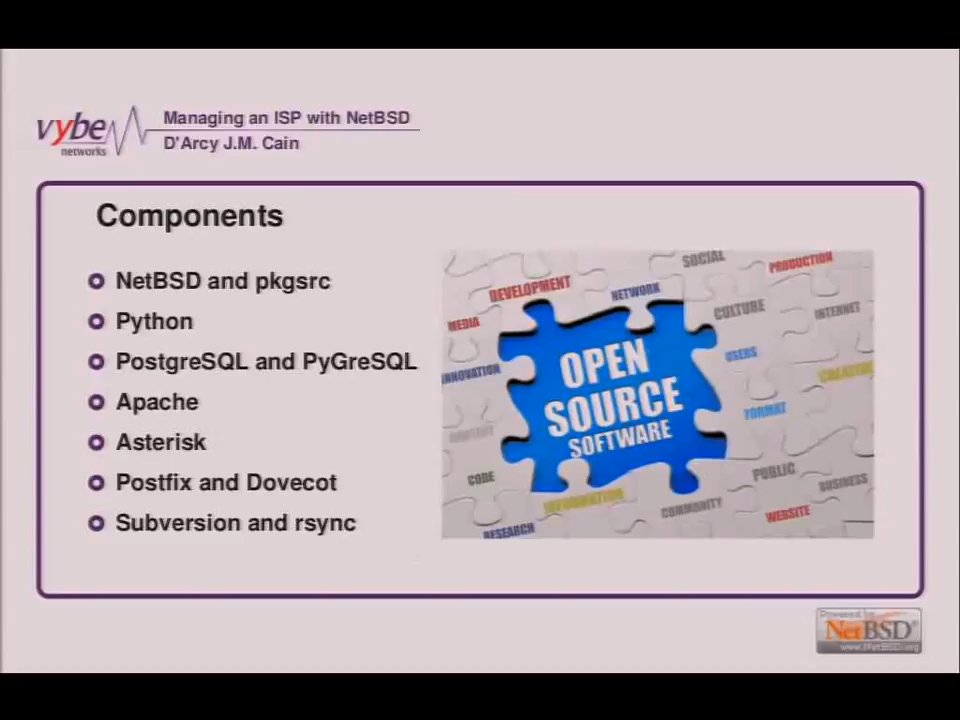 vybe
networks
Managing an ISP with NetBSD
D'Arcy J.M. Cain
Components
NetBSD and pkgsrc
Python
PostgreSQL and PyGreSQL
Apache
Asterisk
Postfix and Dovecot
Subversion and rsync
SOCIAL
PRODUCTION
DEVELOPMENT
NETWORK
MEDIA
CULTURE
INTERNET
OPEN
SOURCE
SOFTWARE
USERS
INNOVATION
FORMAT
CODE
PUBLIC
BUSINESS
INFORMATION
COMMUNITY
WEBSITE
RESEARCH
Powered by
NetBSD®
www.NetBSD.org